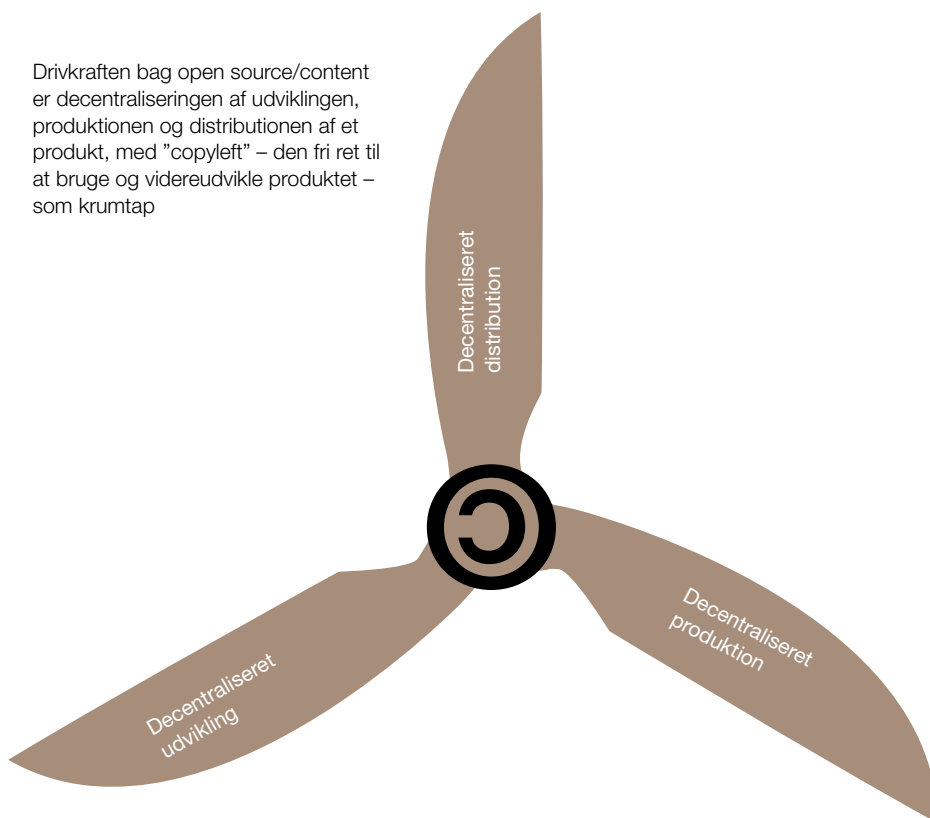 Drivkraften bag open source/content
er decentraliseringen af udviklingen,
produktionen og distributionen af et
produkt, med ”copyleft” – den fri ret til
at bruge og videreudvikle produktet –
som krumtap
Decentraliseret
distribution
Decentraliseret
produktion
Decentraliseret
udvikling